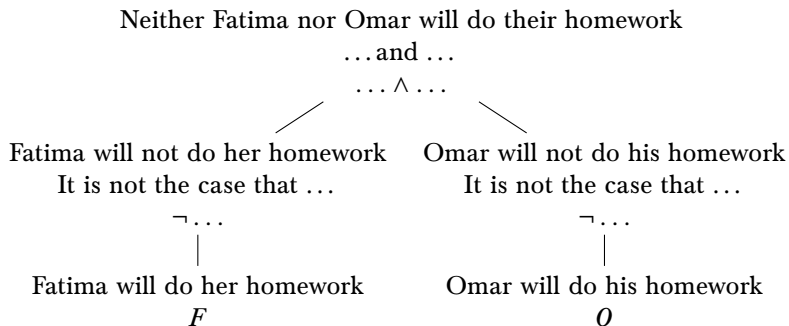 Neither Fatima nor Omar will do their homework
...and ...
... ∧ ...
Fatima will not do her homework
Omar will not do his homework
It is not the case that ...
It is not the case that ...
¬ ...
¬ ...
Fatima will do her homework
Omar will do his homework
F
O